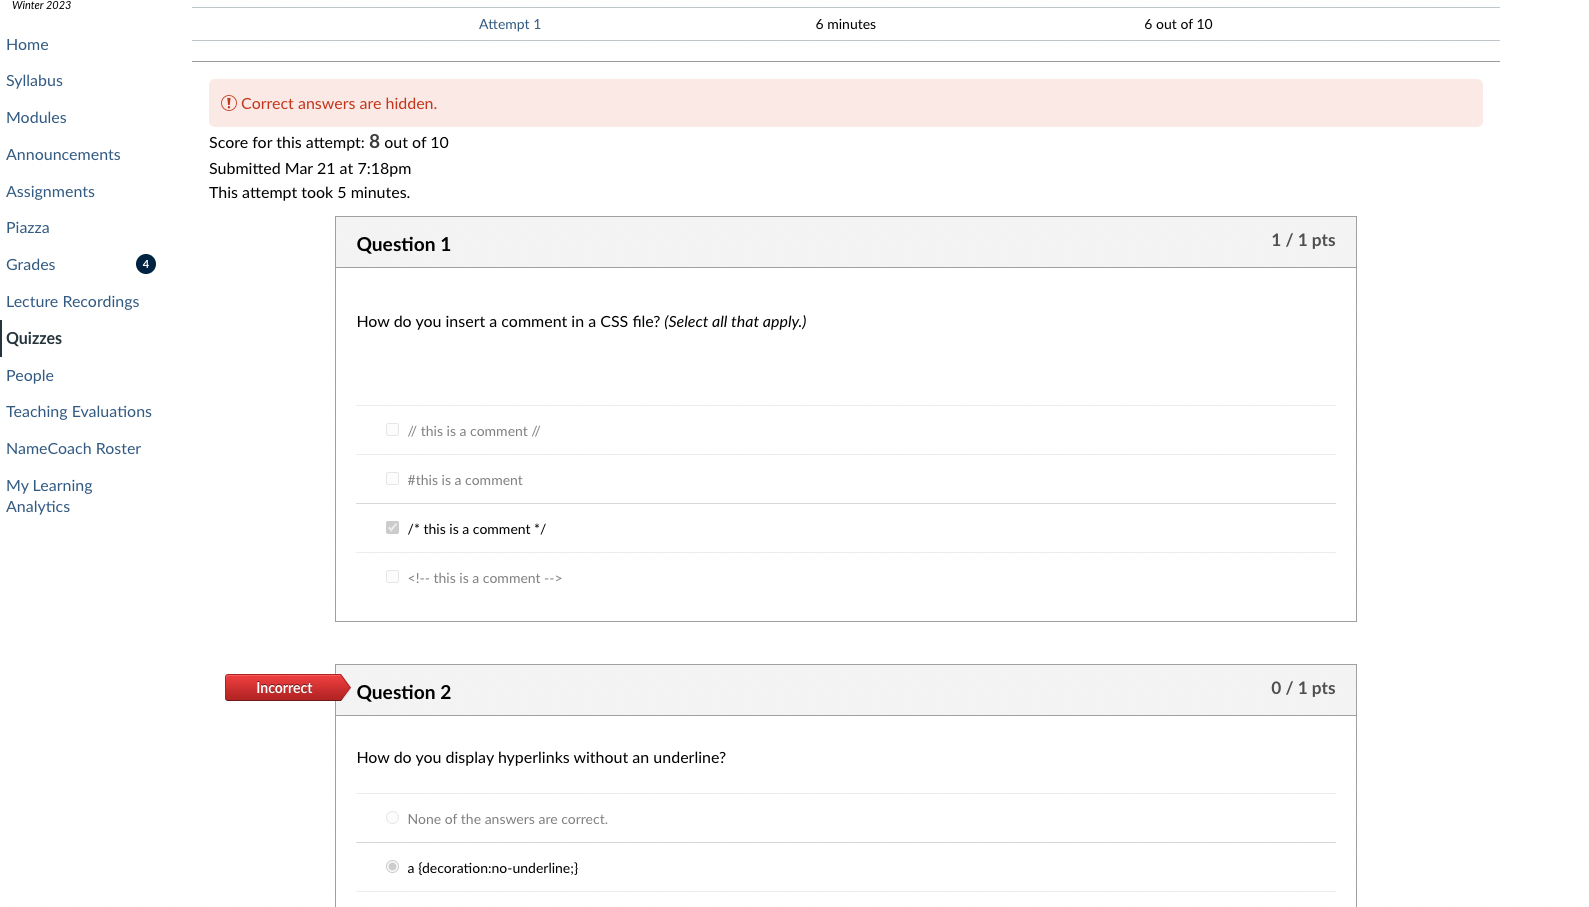 Winter 2023
Home
Syllabus
Modules
Announcements
Assignments
Piazza
Grades 4
Lecture Recordings
Quizzes
People
Teaching Evaluations
NameCoach Roster
My Learning
Analytics
Attempt 1 6 minutes 6 out of 10
Correct answers are hidden.
Score for this attempt: 8 out of 10
Submitted Mar 21 at 7:18pm
This attempt took 5 minutes.
Question 1 1 / 1 pts
How do you insert a comment in a CSS file? (Select all that apply.)
// this is a comment //
#this is a comment
/* this is a comment */
<!-- this is a comment -->
Incorrect Question 2 0 / 1 pts
How do you display hyperlinks without an underline?
None of the answers are correct.
a {decoration:no-underline;}